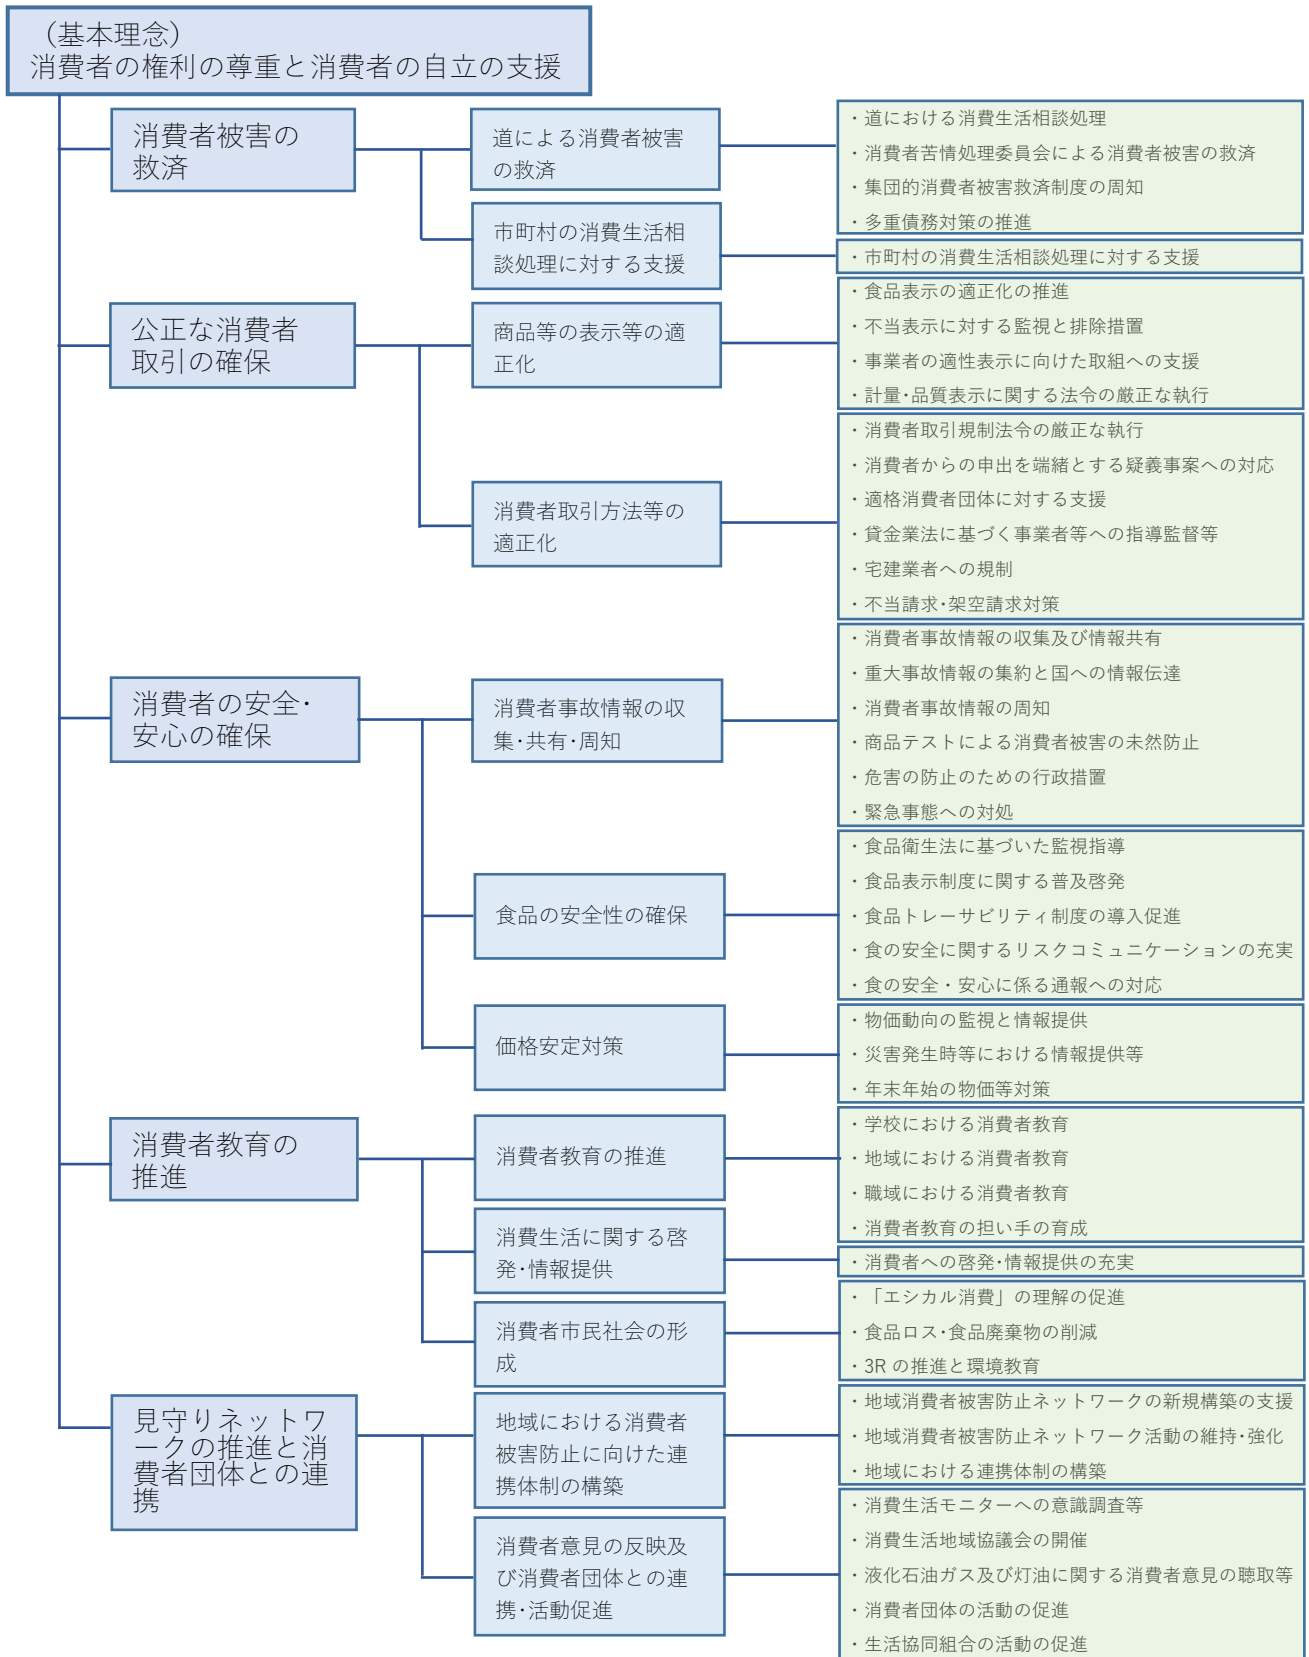 （基本理念）
消費者の権利の尊重と消費者の自立の支援
消費者被害の
救済
道による消費者被害
の救済
・道における消費生活相談処理
・消費者苦情処理委員会による消費者被害の救済
・集団的消費者被害救済制度の周知
・多重債務対策の推進
市町村の消費生活相
談処理に対する支援
・市町村の消費生活相談処理に対する支援
公正な消費者
取引の確保
商品等の表示等の適
正化
・食品表示の適正化の推進
・不当表示に対する監視と排除措置
・事業者の適性表示に向けた取組への支援
・計量･品質表示に関する法令の厳正な執行
消費者取引方法等の
適正化
・消費者取引規制法令の厳正な執行
・消費者からの申出を端緒とする疑義事案への対応
・適格消費者団体に対する支援
・貸金業法に基づく事業者等への指導監督等
・宅建業者への規制
・不当請求･架空請求対策
消費者の安全･
安心の確保
消費者事故情報の収
集･共有･周知
・消費者事故情報の収集及び情報共有
・重大事故情報の集約と国への情報伝達
・消費者事故情報の周知
・商品テストによる消費者被害の未然防止
・危害の防止のための行政措置
・緊急事態への対処
食品の安全性の確保
・食品衛生法に基づいた監視指導
・食品表示制度に関する普及啓発
・食品トレーサビリティ制度の導入促進
・食の安全に関するリスクコミュニケーションの充実
・食の安全・安心に係る通報への対応
価格安定対策
・物価動向の監視と情報提供
・災害発生時等における情報提供等
・年末年始の物価等対策
消費者教育の
推進
消費者教育の推進
・学校における消費者教育
・地域における消費者教育
・職域における消費者教育
・消費者教育の担い手の育成
消費生活に関する啓
発･情報提供
・消費者への啓発･情報提供の充実
消費者市民社会の形
成
・「エシカル消費」の理解の促進
・食品ロス･食品廃棄物の削減
・3R の推進と環境教育
見守りネットワ
ークの推進と消
費者団体との連
携
地域における消費者
被害防止に向けた連
携体制の構築
・地域消費者被害防止ネットワークの新規構築の支援
・地域消費者被害防止ネットワーク活動の維持･強化
・地域における連携体制の構築
消費者意見の反映及
び消費者団体との連
携･活動促進
・消費生活モニターへの意識調査等
・消費生活地域協議会の開催
・液化石油ガス及び灯油に関する消費者意見の聴取等
・消費者団体の活動の促進
・生活協同組合の活動の促進